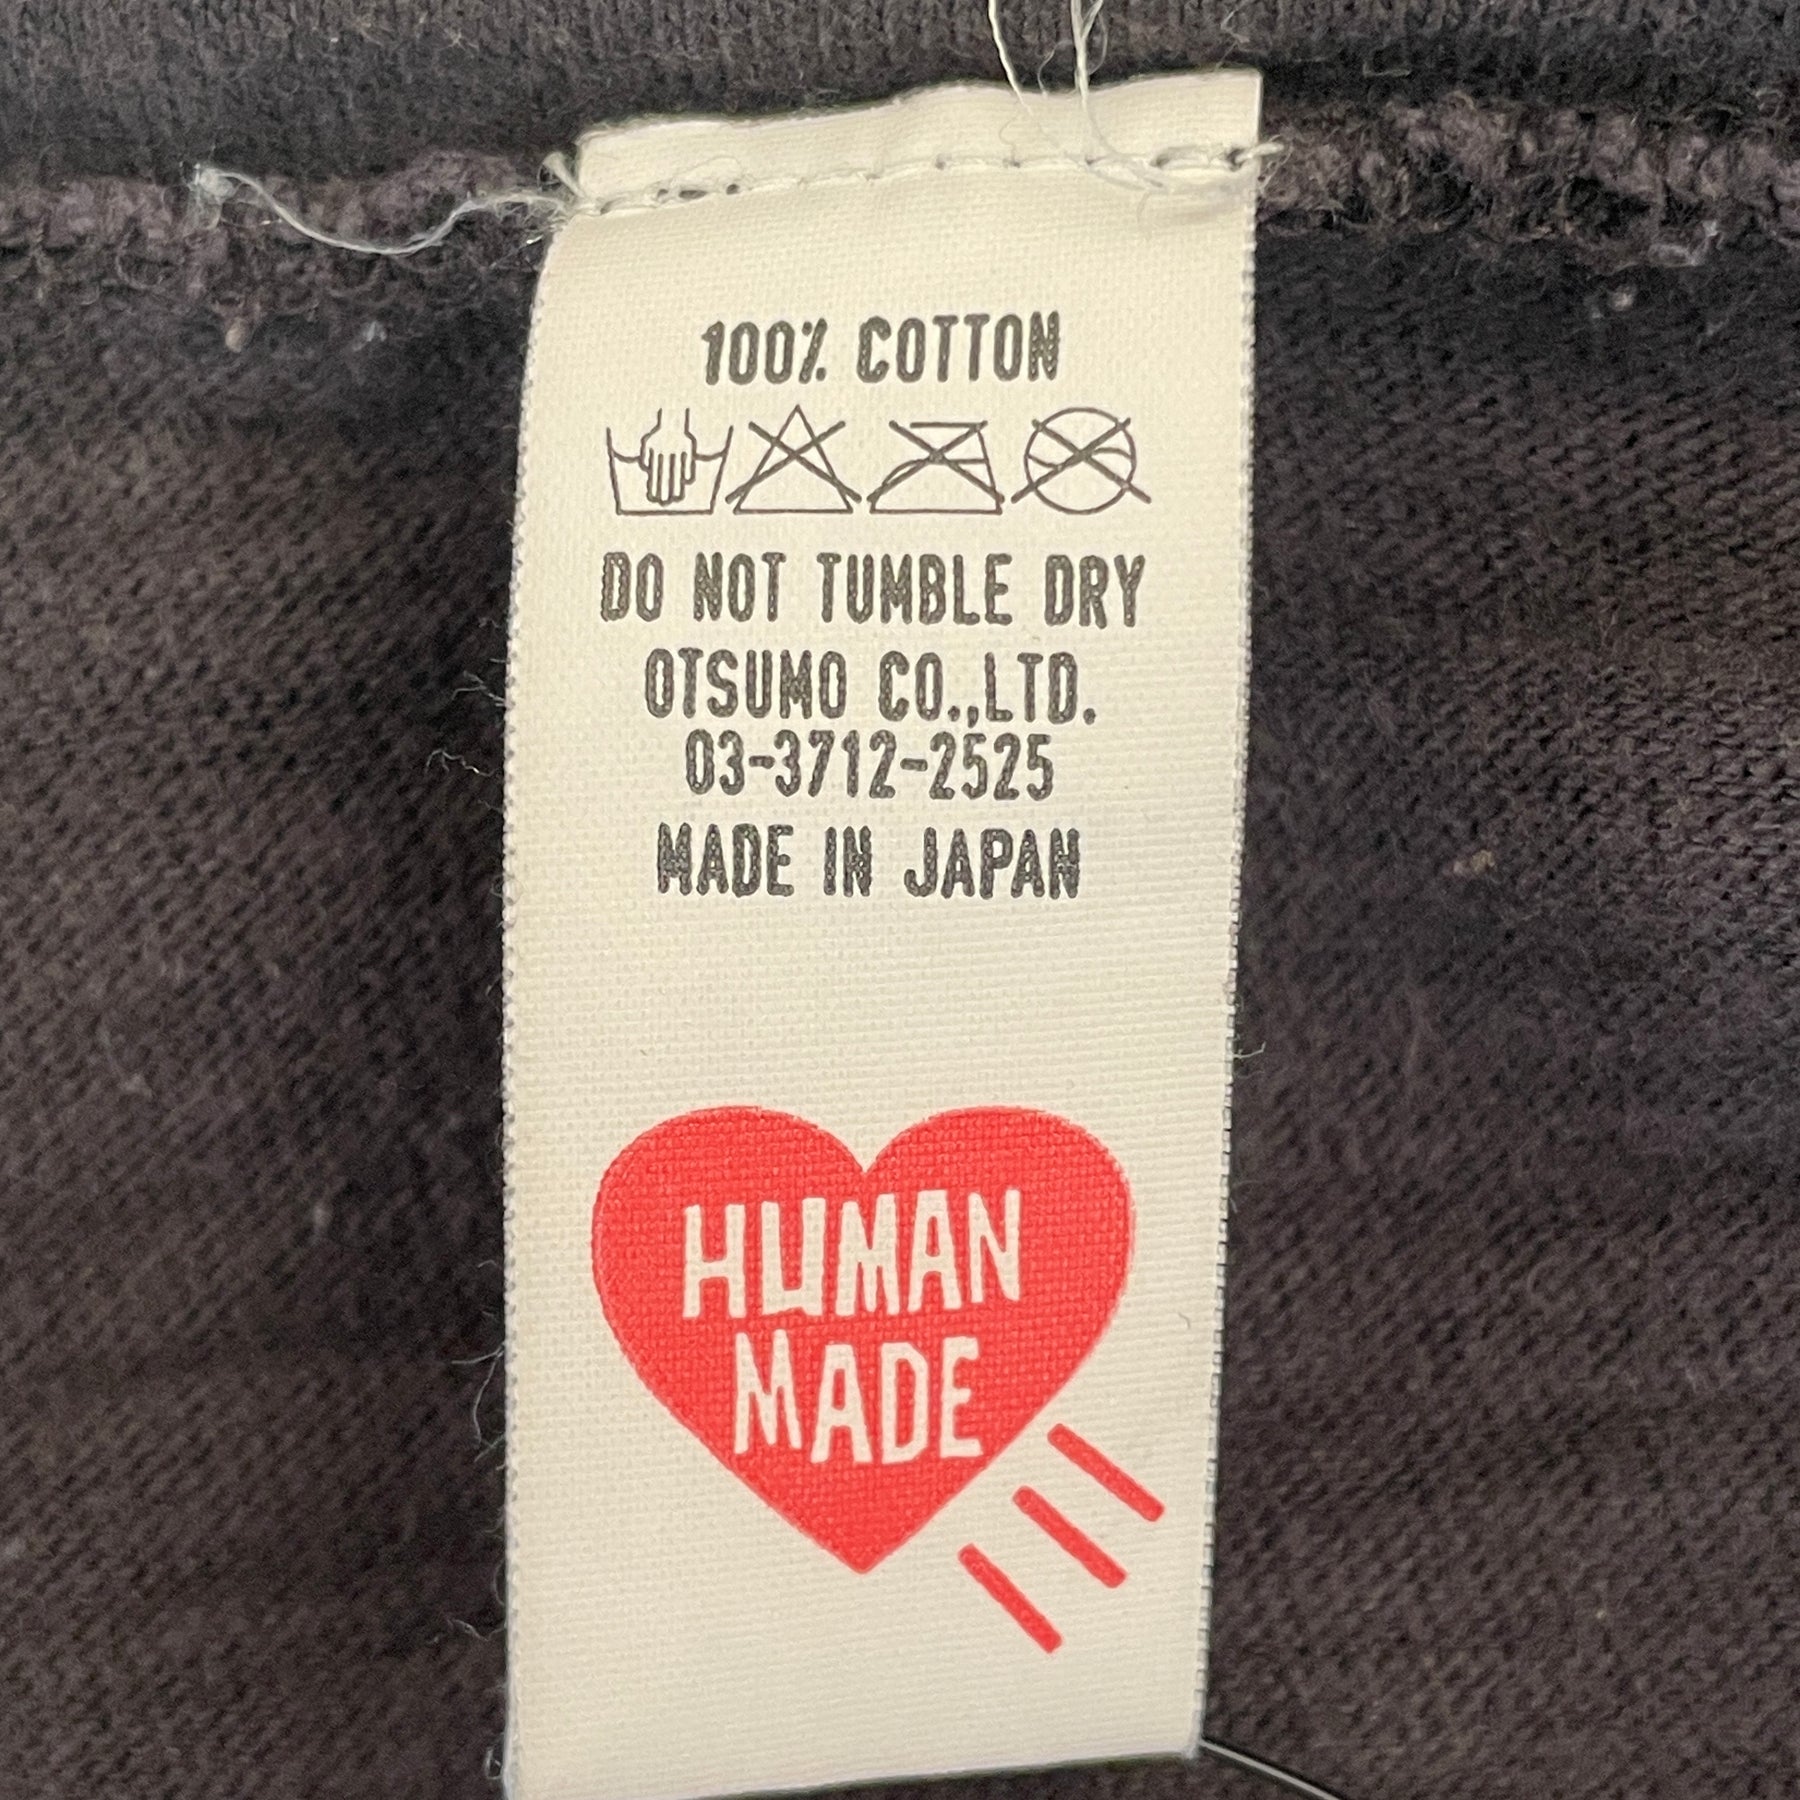 100% COTTON
DO NOT TUMBLE DRY
OTSUMO CO.,LTD.
03-3712-2525
MADE IN JAPAN
HUMAN
MADE